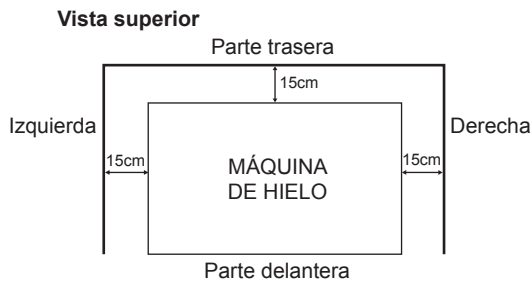 Vista superior
Parte trasera
15cm
Izquierda
Derecha
15cm
MÁQUINA
DE HIELO
15cm
Parte delantera